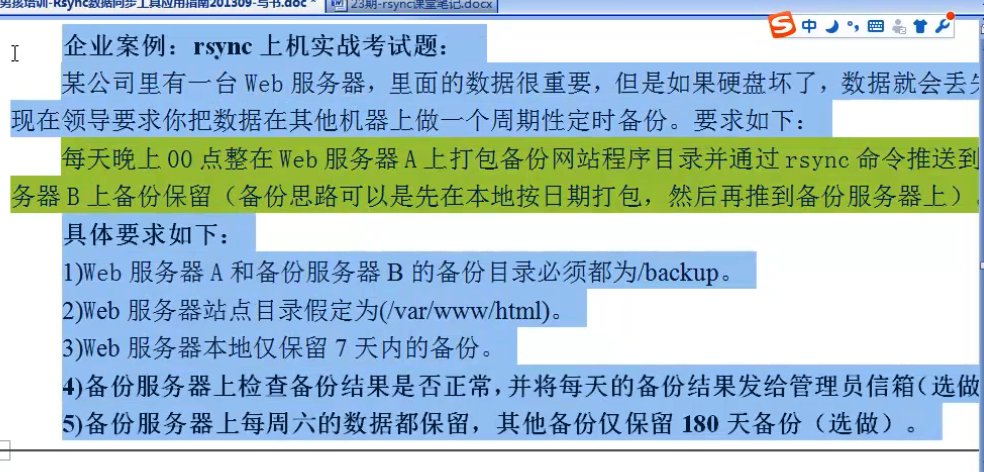 男孩培训-Rsync数据同步工具应用指南201309-写书.doc * 23期-rsync课堂笔记.docx
中
企业案例：rsync 上机实战考试题：
某公司里有一台 Web 服务器，里面的数据很重要，但是如果硬盘坏了，数据就会丢失
现在领导要求你把数据在其他机器上做一个周期性定时备份。要求如下：
每天晚上 00 点整在 Web 服务器 A 上打包备份网站程序目录并通过 rsync 命令推送到
务器 B 上备份保留（备份思路可以是先在本地按日期打包，然后再推到备份服务器上）
具体要求如下：
1)Web 服务器 A 和备份服务器 B 的备份目录必须都为/backup。
2)Web 服务器站点目录假定为(/var/www/html)。
3)Web 服务器本地仅保留 7 天内的备份。
4)备份服务器上检查备份结果是否正常，并将每天的备份结果发给管理员信箱（选做
5)备份服务器上每周六的数据都保留，其他备份仅保留 180 天备份（选做）。